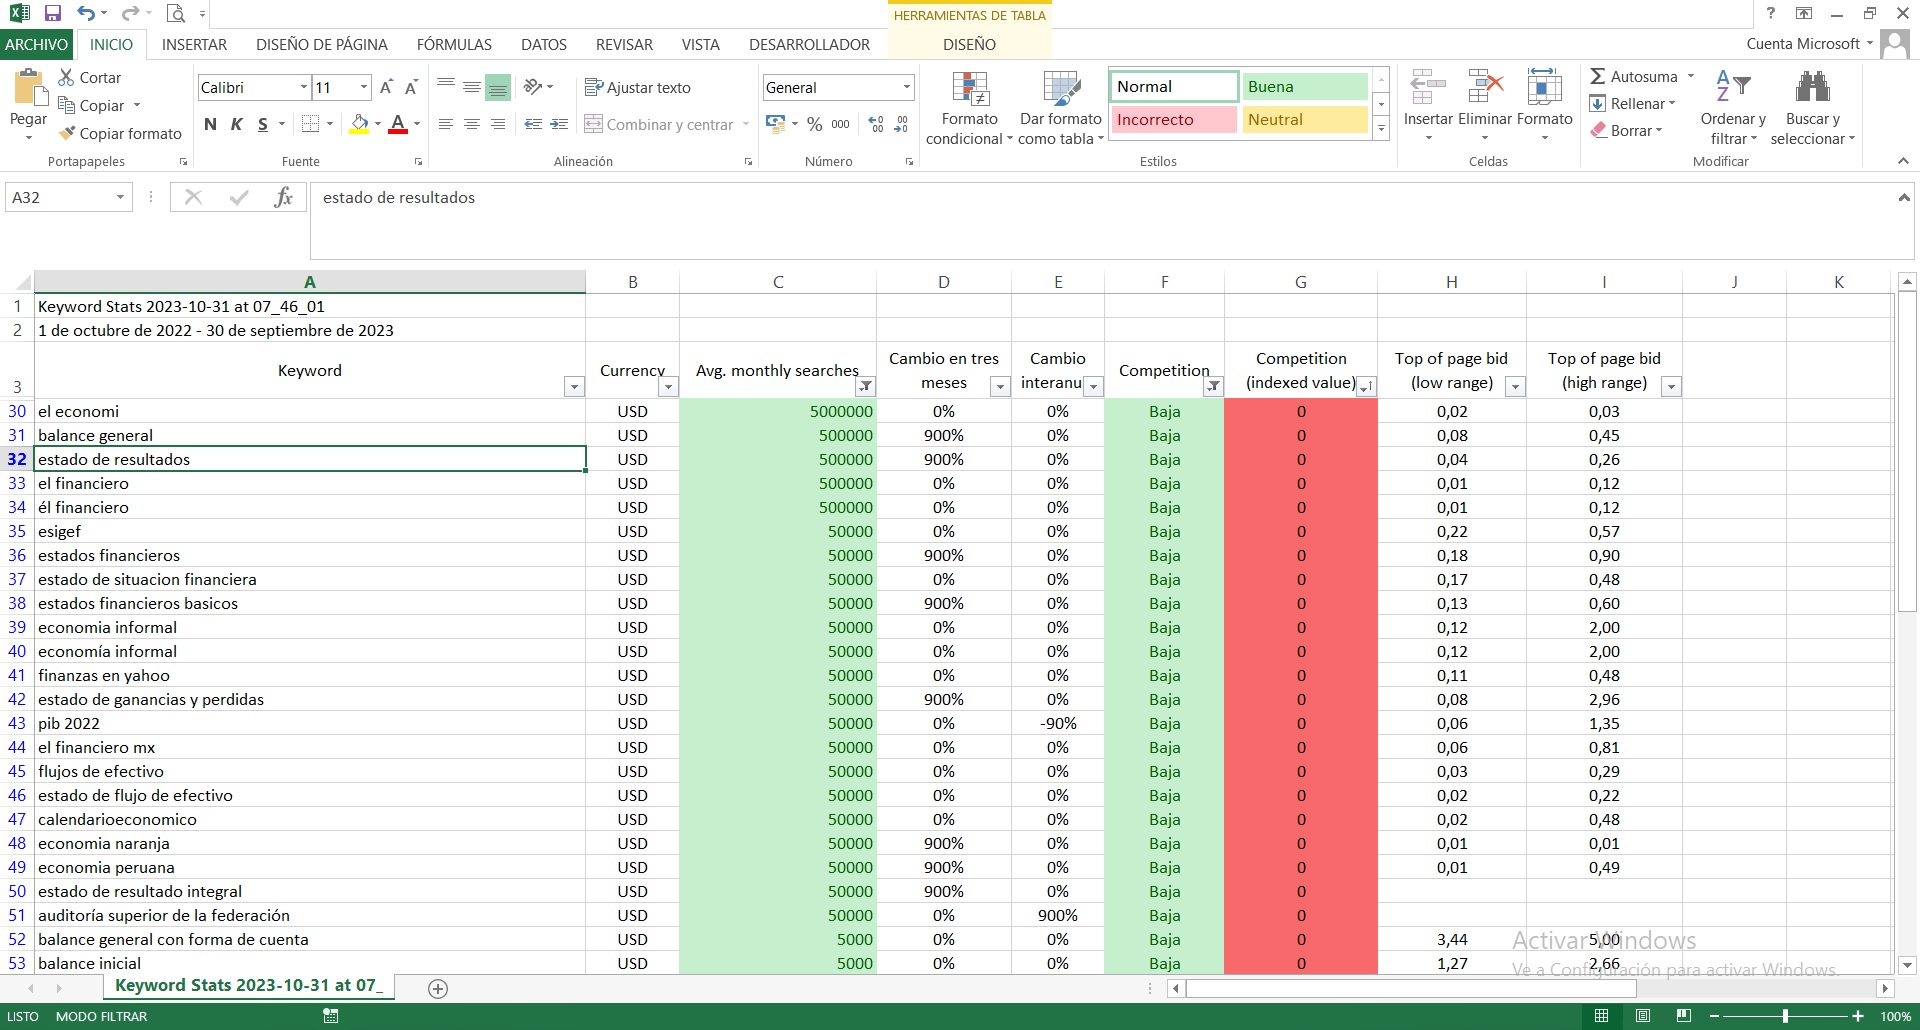 HERRAMIENTAS DE TABLA
?
ARCHIVO INICIO INSERTAR DISEÑO DE PÁGINA FÓRMULAS DATOS REVISAR VISTA DESARROLLADOR DISEÑO Cuenta Microsoft
Pegar
Cortar
Copiar
Copiar formato
Portapapeles
Calibri 11 A A
N K S A
Fuente
Ajustar texto
Combinar y centrar
Alineación
General
% 000
Número
Formato condicional
Dar formato como tabla
Normal Buena
Incorrecto Neutral
Estilos
Insertar Eliminar Formato
Celdas
Autosuma
Rellenar
Borrar
Ordenar y filtrar
Buscar y seleccionar
Modificar
A32 fx estado de resultados
A B C D E F G H I J K
1 Keyword Stats 2023-10-31 at 07_46_01
2 1 de octubre de 2022 - 30 de septiembre de 2023
3 Keyword Currency Avg. monthly searches Cambio en tres meses Cambio interanu Competition Competition (indexed value) Top of page bid (low range) Top of page bid (high range)
30 el economi USD 5000000 0% 0% Baja 0 0,02 0,03
31 balance general USD 500000 900% 0% Baja 0 0,08 0,45
32 estado de resultados USD 500000 900% 0% Baja 0 0,04 0,26
33 el financiero USD 500000 0% 0% Baja 0 0,01 0,12
34 él financiero USD 500000 0% 0% Baja 0 0,01 0,12
35 esigef USD 50000 0% 0% Baja 0 0,22 0,57
36 estados financieros USD 50000 900% 0% Baja 0 0,18 0,90
37 estado de situacion financiera USD 50000 0% 0% Baja 0 0,17 0,48
38 estados financieros basicos USD 50000 900% 0% Baja 0 0,13 0,60
39 economia informal USD 50000 0% 0% Baja 0 0,12 2,00
40 economía informal USD 50000 0% 0% Baja 0 0,12 2,00
41 finanzas en yahoo USD 50000 0% 0% Baja 0 0,11 0,48
42 estado de ganancias y perdidas USD 50000 900% 0% Baja 0 0,08 2,96
43 pib 2022 USD 50000 0% -90% Baja 0 0,06 1,35
44 el financiero mx USD 50000 0% 0% Baja 0 0,06 0,81
45 flujos de efectivo USD 50000 0% 0% Baja 0 0,03 0,29
46 estado de flujo de efectivo USD 50000 0% 0% Baja 0 0,02 0,22
47 calendarioeconomico USD 50000 0% 0% Baja 0 0,02 0,48
48 economia naranja USD 50000 900% 0% Baja 0 0,01 0,01
49 economia peruana USD 50000 900% 0% Baja 0 0,01 0,49
50 estado de resultado integral USD 50000 900% 0% Baja 0
51 auditoría superior de la federación USD 50000 0% 900% Baja 0
52 balance general con forma de cuenta USD 5000 0% 0% Baja 0 3,44 5,00
53 balance inicial USD 5000 0% 0% Baja 0 1,27 2,66
Activar Windows
Ve a Configuración para activar Windows.
Keyword Stats 2023-10-31 at 07_
LISTO MODO FILTRAR 100%